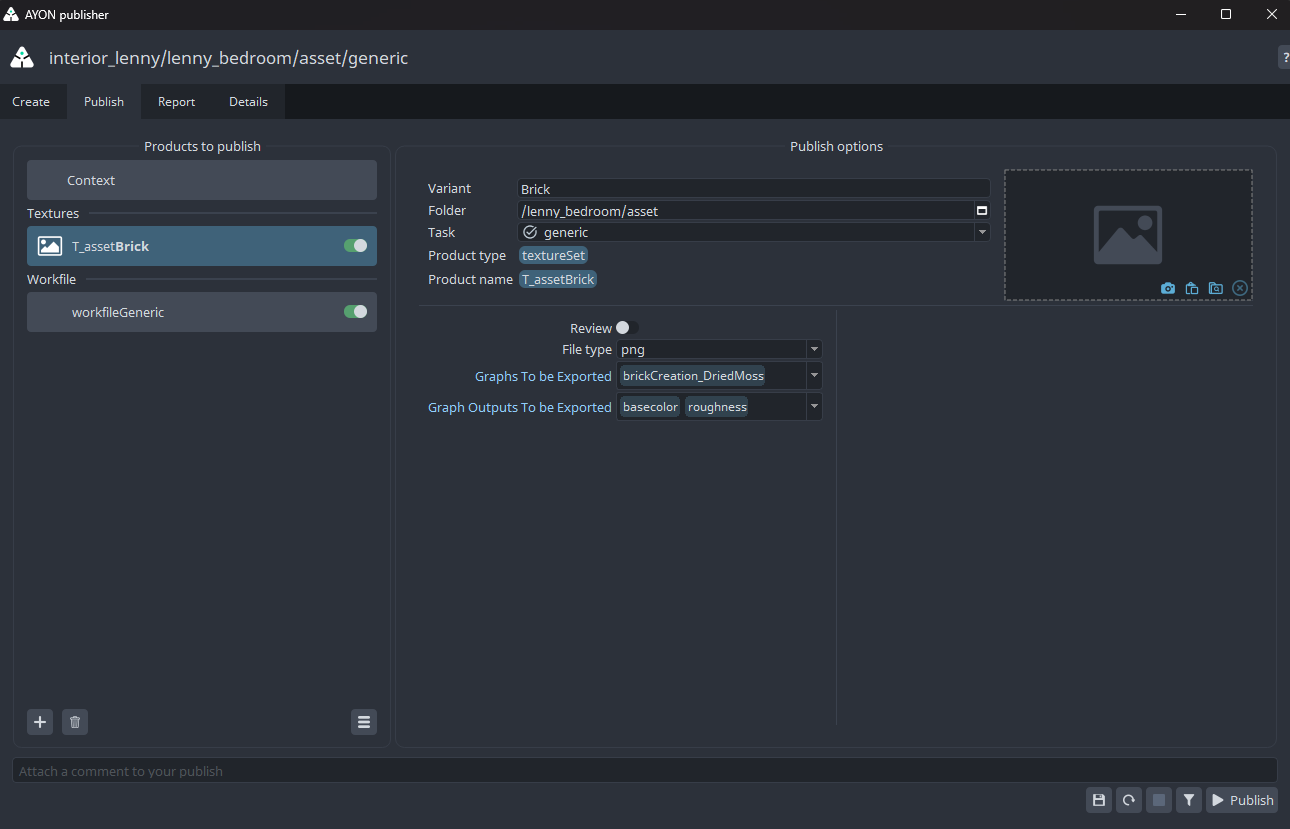 AYON publisher
interior_lenny/lenny_bedroom/asset/generic
?
Create Publish Report Details
Products to publish
Context
Textures
T_assetBrick
Workfile
workfileGeneric
Publish options
Variant Brick
Folder /lenny_bedroom/asset
Task generic
Product type textureSet
Product name T_assetBrick
Review
File type png
Graphs To be Exported brickCreation_DriedMoss
Graph Outputs To be Exported basecolor roughness
Attach a comment to your publish
Publish